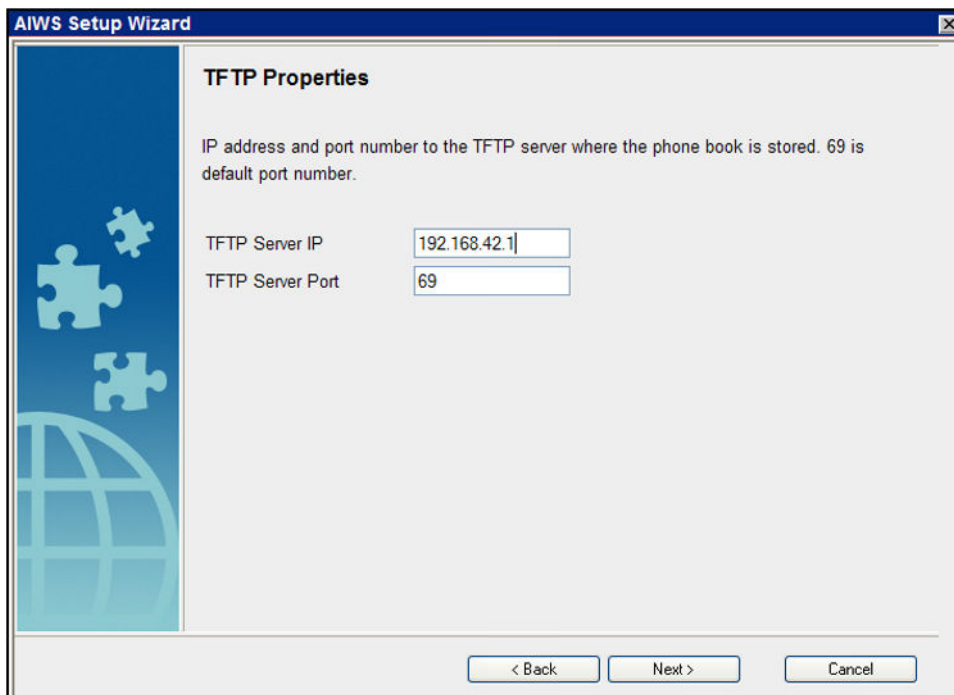 AIWS Setup Wizard
TFTP Properties
IP address and port number to the TFTP server where the phone book is stored. 69 is
default port number.
TFTP Server IP 192.168.42.1
TFTP Server Port 69
< Back Next > Cancel